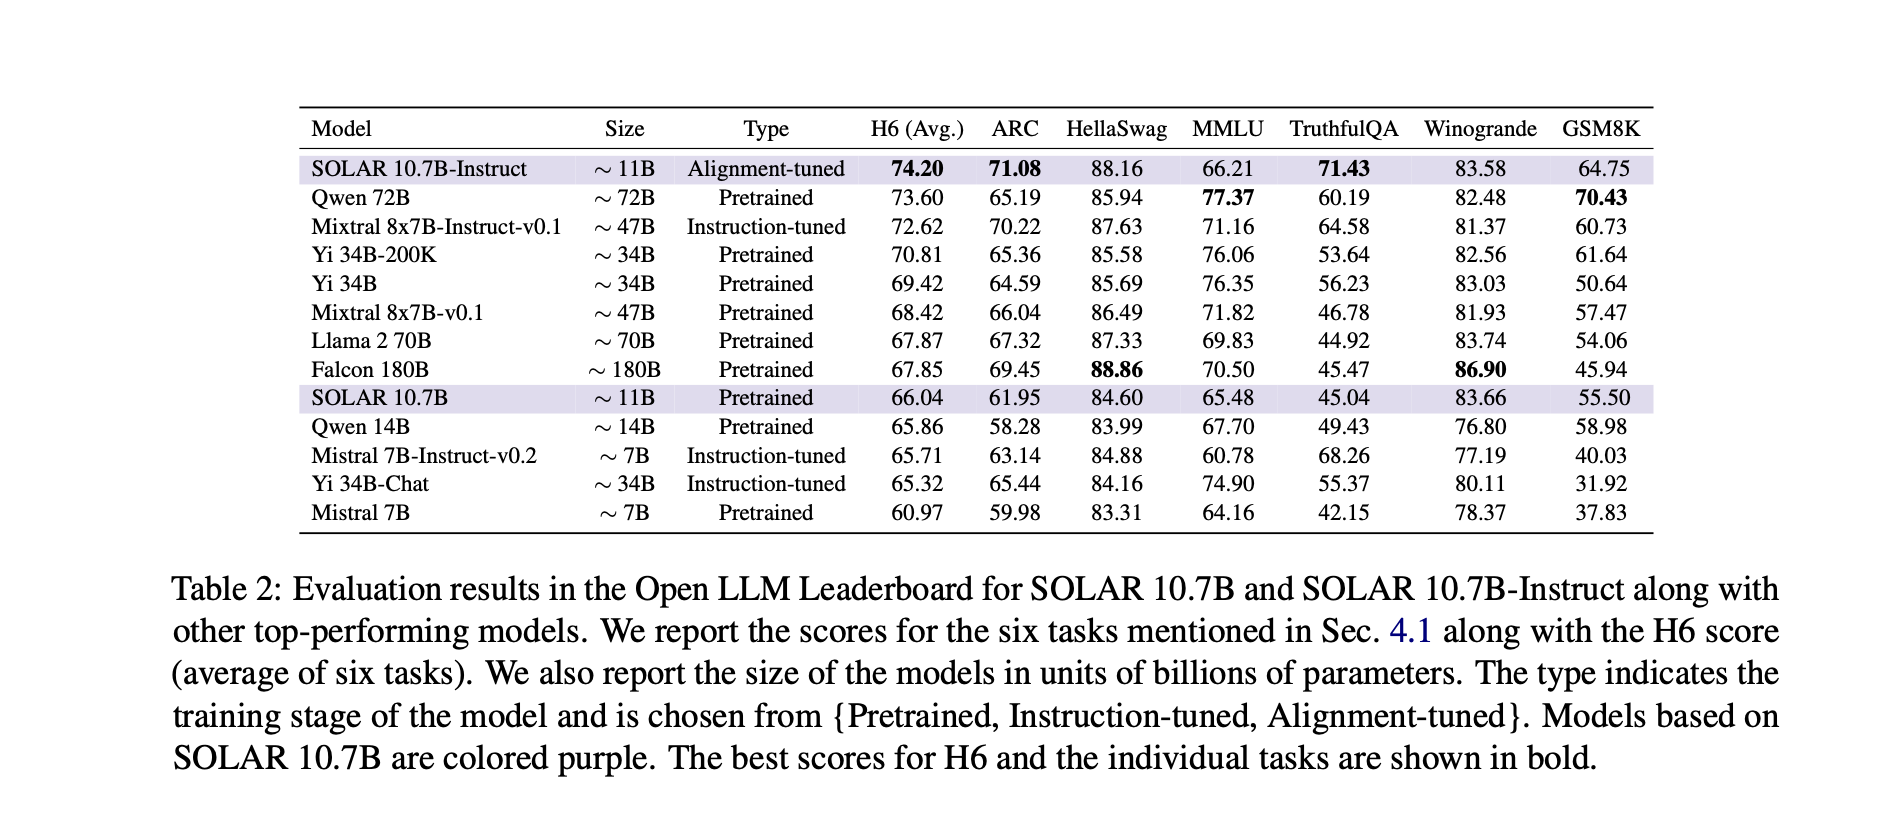 Model Size Type H6 (Avg.) ARC HellaSwag MMLU TruthfulQA Winogrande GSM8K
SOLAR 10.7B-Instruct ∼ 11B Alignment-tuned 74.20 71.08 88.16 66.21 71.43 83.58 64.75
Qwen 72B ∼ 72B Pretrained 73.60 65.19 85.94 77.37 60.19 82.48 70.43
Mixtral 8x7B-Instruct-v0.1 ∼ 47B Instruction-tuned 72.62 70.22 87.63 71.16 64.58 81.37 60.73
Yi 34B-200K ∼ 34B Pretrained 70.81 65.36 85.58 76.06 53.64 82.56 61.64
Yi 34B ∼ 34B Pretrained 69.42 64.59 85.69 76.35 56.23 83.03 50.64
Mixtral 8x7B-v0.1 ∼ 47B Pretrained 68.42 66.04 86.49 71.82 46.78 81.93 57.47
Llama 2 70B ∼ 70B Pretrained 67.87 67.32 87.33 69.83 44.92 83.74 54.06
Falcon 180B ∼ 180B Pretrained 67.85 69.45 88.86 70.50 45.47 86.90 45.94
SOLAR 10.7B ∼ 11B Pretrained 66.04 61.95 84.60 65.48 45.04 83.66 55.50
Qwen 14B ∼ 14B Pretrained 65.86 58.28 83.99 67.70 49.43 76.80 58.98
Mistral 7B-Instruct-v0.2 ∼ 7B Instruction-tuned 65.71 63.14 84.88 60.78 68.26 77.19 40.03
Yi 34B-Chat ∼ 34B Instruction-tuned 65.32 65.44 84.16 74.90 55.37 80.11 31.92
Mistral 7B ∼ 7B Pretrained 60.97 59.98 83.31 64.16 42.15 78.37 37.83
Table 2: Evaluation results in the Open LLM Leaderboard for SOLAR 10.7B and SOLAR 10.7B-Instruct along with
other top-performing models. We report the scores for the six tasks mentioned in Sec. 4.1 along with the H6 score
(average of six tasks). We also report the size of the models in units of billions of parameters. The type indicates the
training stage of the model and is chosen from {Pretrained, Instruction-tuned, Alignment-tuned}. Models based on
SOLAR 10.7B are colored purple. The best scores for H6 and the individual tasks are shown in bold.